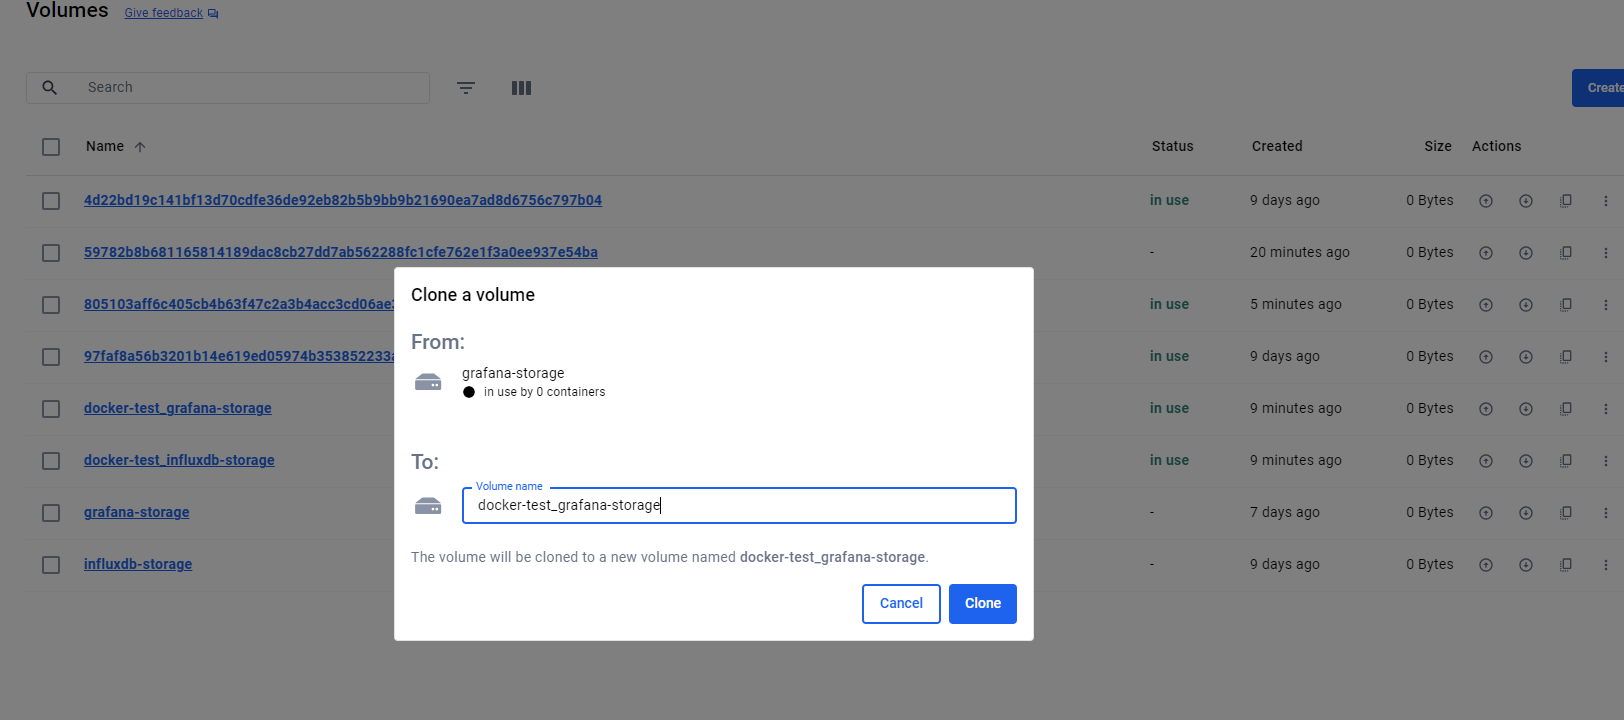 Volumes Give feedback
Search
Create
Name Status Created Size Actions
4d22bd19c141bf13d70cdfe36de92eb82b5b9bb9b21690ea7ad8d6756c797b04 in use 9 days ago 0 Bytes
59782b8b681165814189dac8cb27dd7ab562288fc1cfe762e1f3a0ee937e54ba - 20 minutes ago 0 Bytes
805103aff6c405cb4b63f47c2a3b4acc3cd06ae in use 5 minutes ago 0 Bytes
97faf8a56b3201b14e619ed05974b353852233 in use 9 days ago 0 Bytes
docker-test_grafana-storage in use 9 minutes ago 0 Bytes
docker-test_influxdb-storage in use 9 minutes ago 0 Bytes
grafana-storage - 7 days ago 0 Bytes
influxdb-storage - 9 days ago 0 Bytes
Clone a volume
From:
grafana-storage
in use by 0 containers
To:
Volume name
docker-test_grafana-storage
The volume will be cloned to a new volume named docker-test_grafana-storage.
Cancel Clone